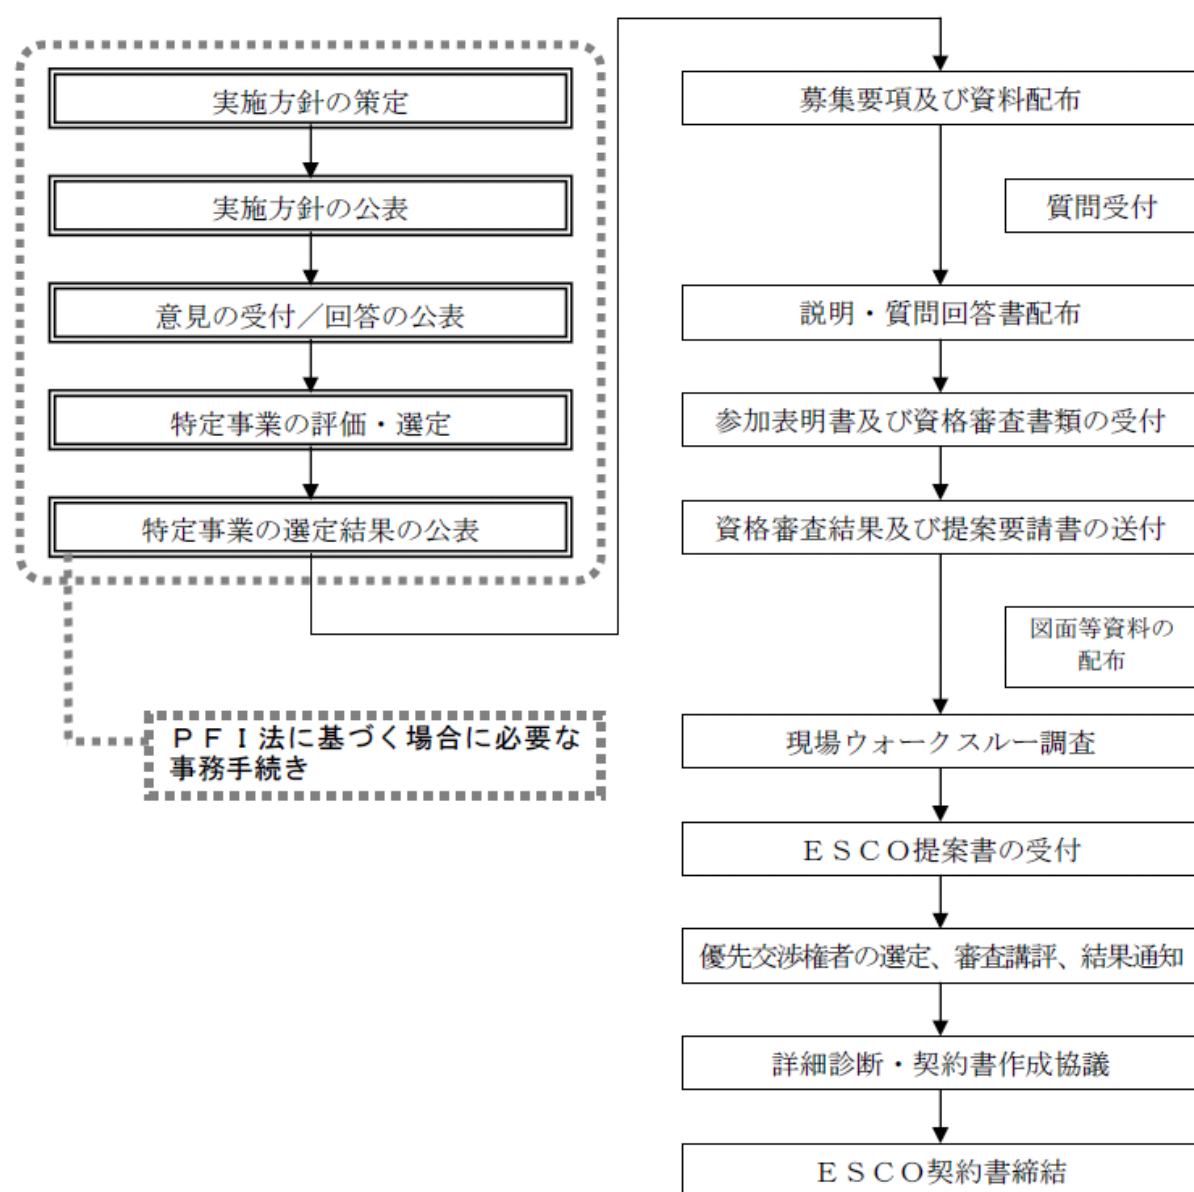 実施方針の策定
実施方針の公表
意見の受付／回答の公表
特定事業の評価・選定
特定事業の選定結果の公表
ＰＦＩ法に基づく場合に必要な
事務手続き
募集要項及び資料配布
質問受付
説明・質問回答書配布
参加表明書及び資格審査書類の受付
資格審査結果及び提案要請書の送付
図面等資料の
配布
現場ウォークスルー調査
ＥＳＣＯ提案書の受付
優先交渉権者の選定、審査講評、結果通知
詳細診断・契約書作成協議
ＥＳＣＯ契約書締結